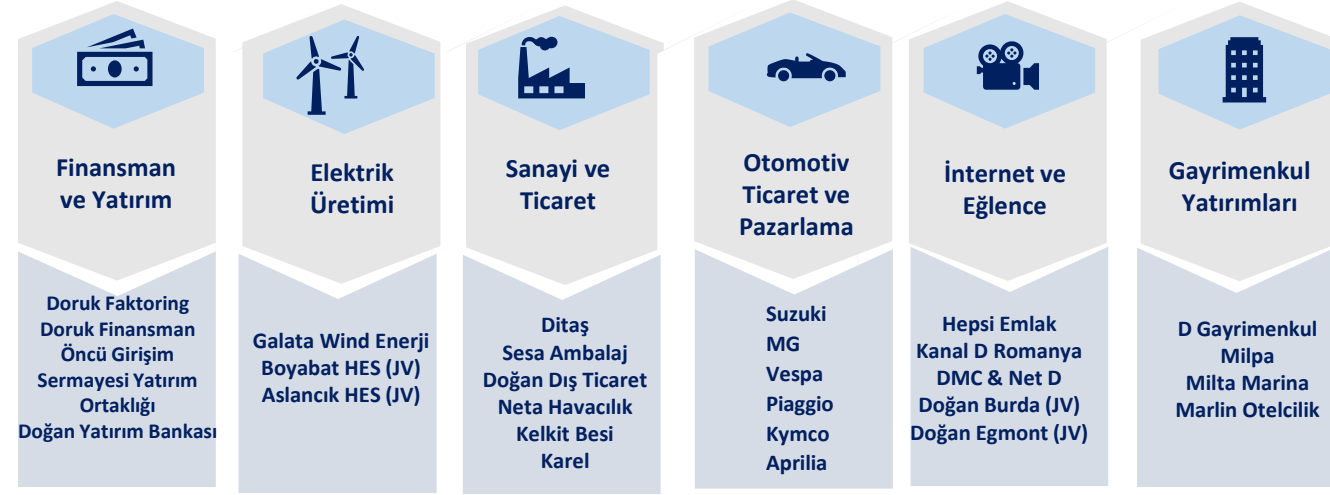 Finansman
ve Yatırım
Doruk Faktoring
Doruk Finansman
Öncü Girişim
Sermayesi Yatırım
Ortaklığı
Doğan Yatırım Bankası
Elektrik
Üretimi
Galata Wind Enerji
Boyabat HES (JV)
Aslancık HES (JV)
Sanayi ve
Ticaret
Ditaş
Sesa Ambalaj
Doğan Dış Ticaret
Neta Havacılık
Kelkit Besi
Karel
Otomotiv
Ticaret ve
Pazarlama
Suzuki
MG
Vespa
Piaggio
Kymco
Aprilia
İnternet ve
Eğlence
Hepsi Emlak
Kanal D Romanya
DMC & Net D
Doğan Burda (JV)
Doğan Egmont (JV)
Gayrimenkul
Yatırımları
D Gayrimenkul
Milpa
Milta Marina
Marlin Otelcilik